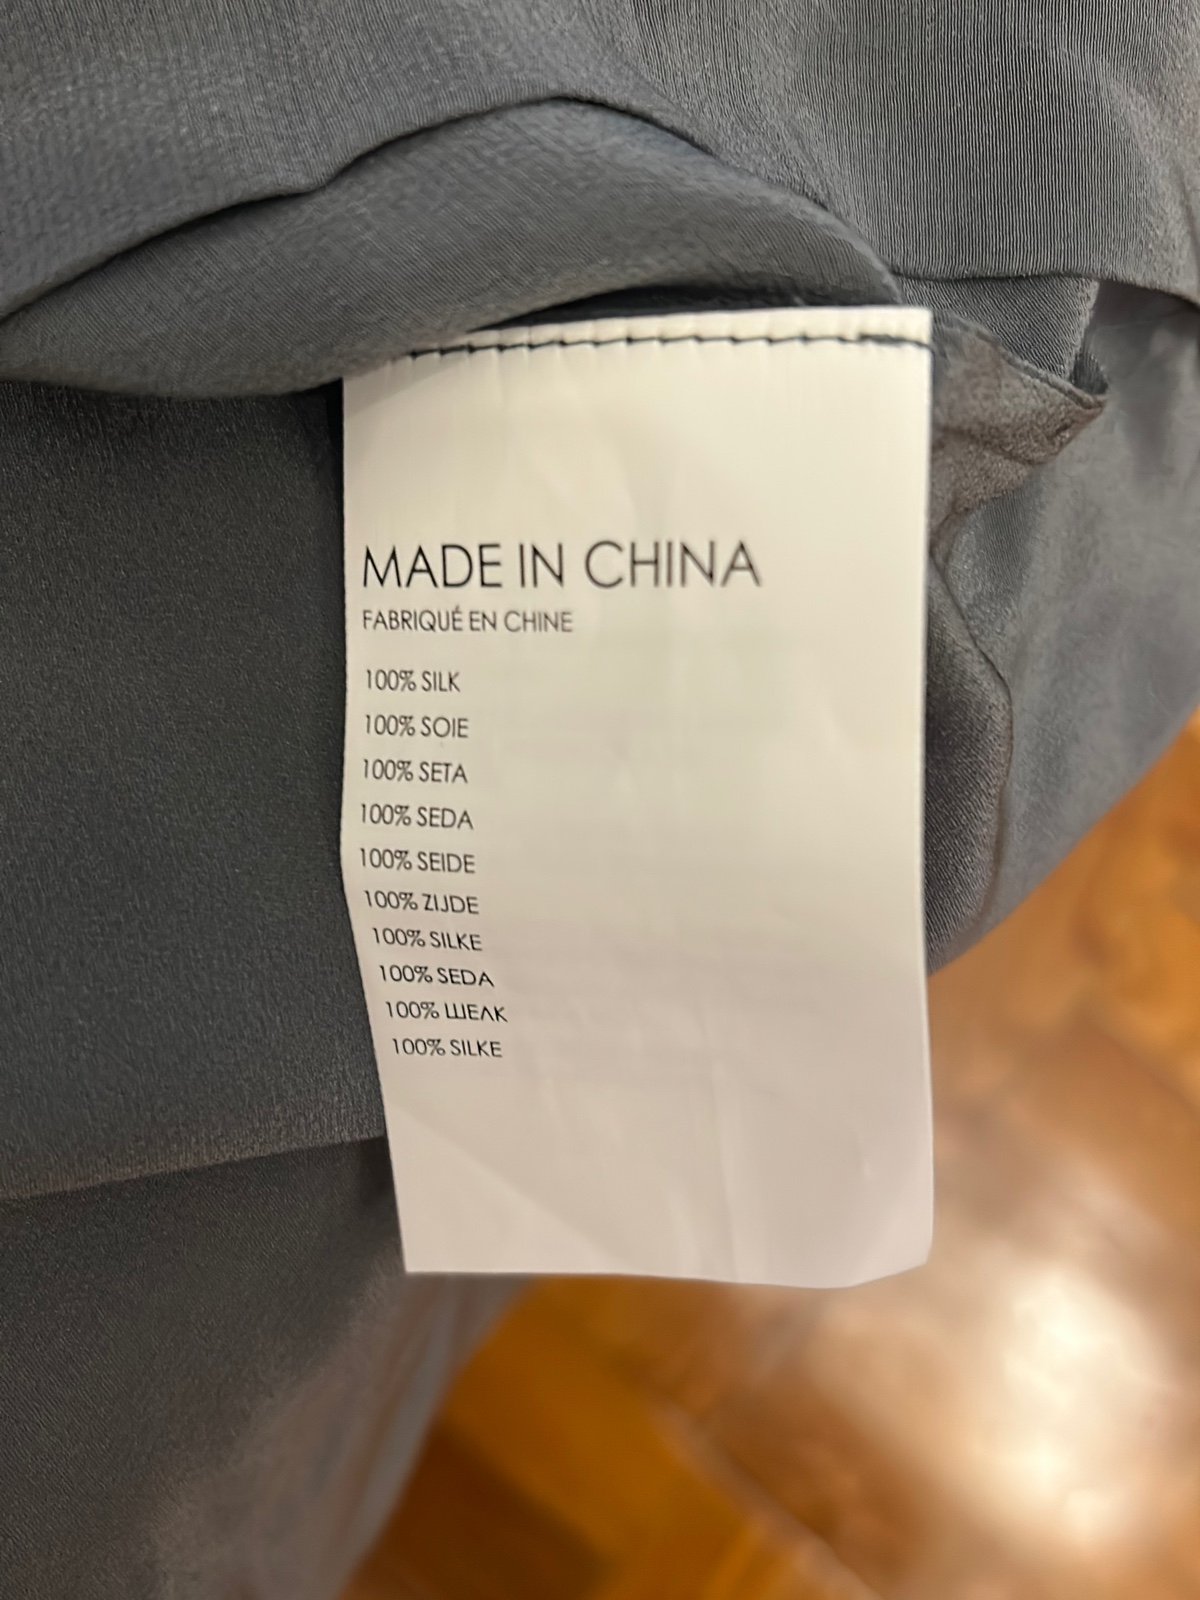 MADE IN CHINA
FABRIQUÉ EN CHINE
100% SILK
100% SOIE
100% SETA
100% SEDA
100% SEIDE
100% ZIJDE
100% SILKE
100% SEDA
100% ШЕЛК
100% SILKE